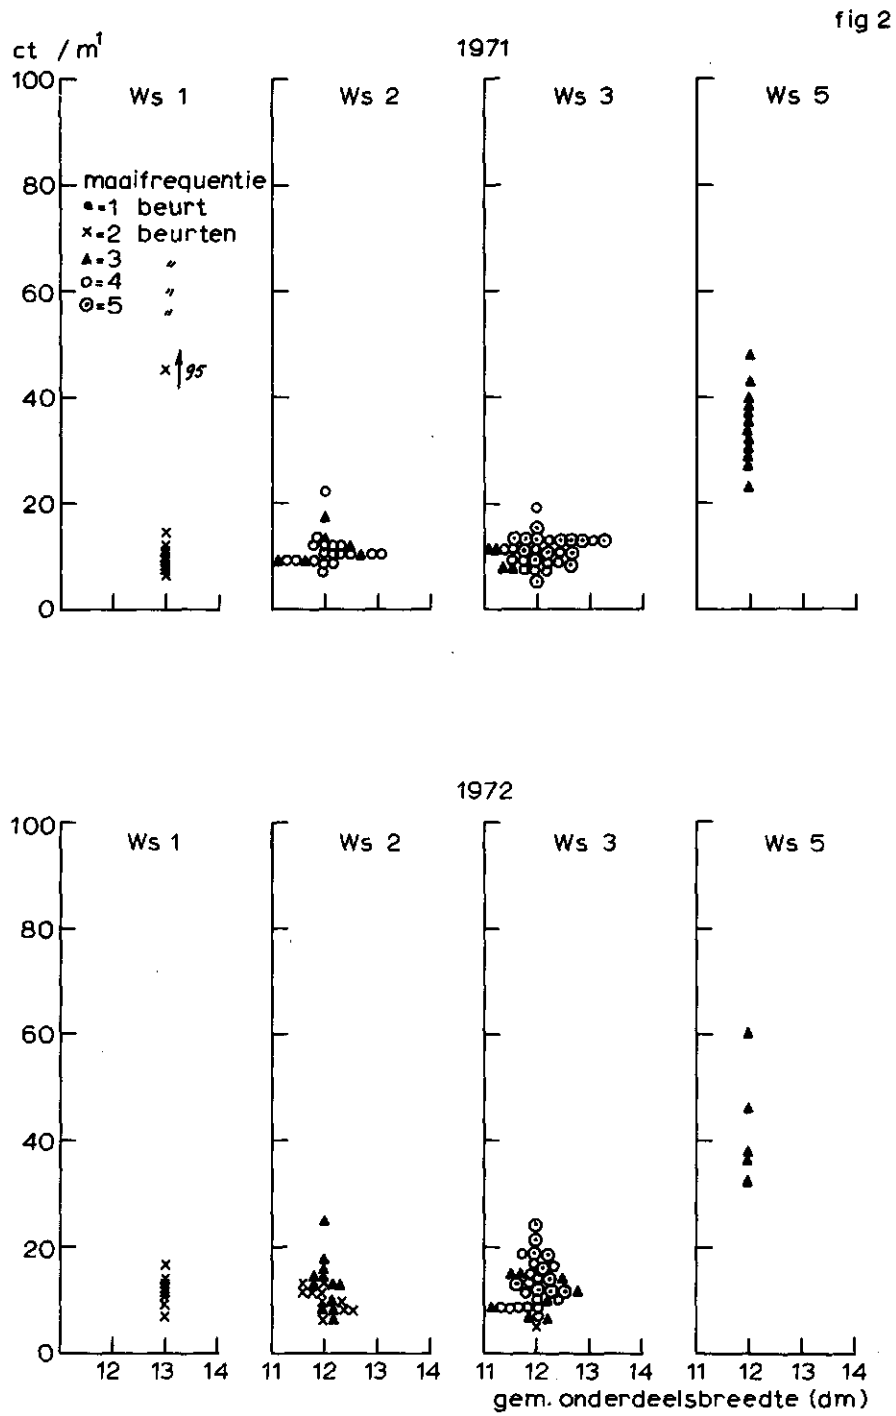 fig 2
ct / m¹
1971
100
80
60
40
20
0
Ws 1
Ws 2
Ws 3
Ws 5
maaifrequentie
•=1 beurt
×=2 beurten
▲=3 〃
○=4 〃
⊙=5 〃
95
1972
100
80
60
40
20
0
Ws 1
Ws 2
Ws 3
Ws 5
12 13 14 11 12 13 14 11 12 13 14 11 12 13 14
gem. onderdeelsbreedte (dm)